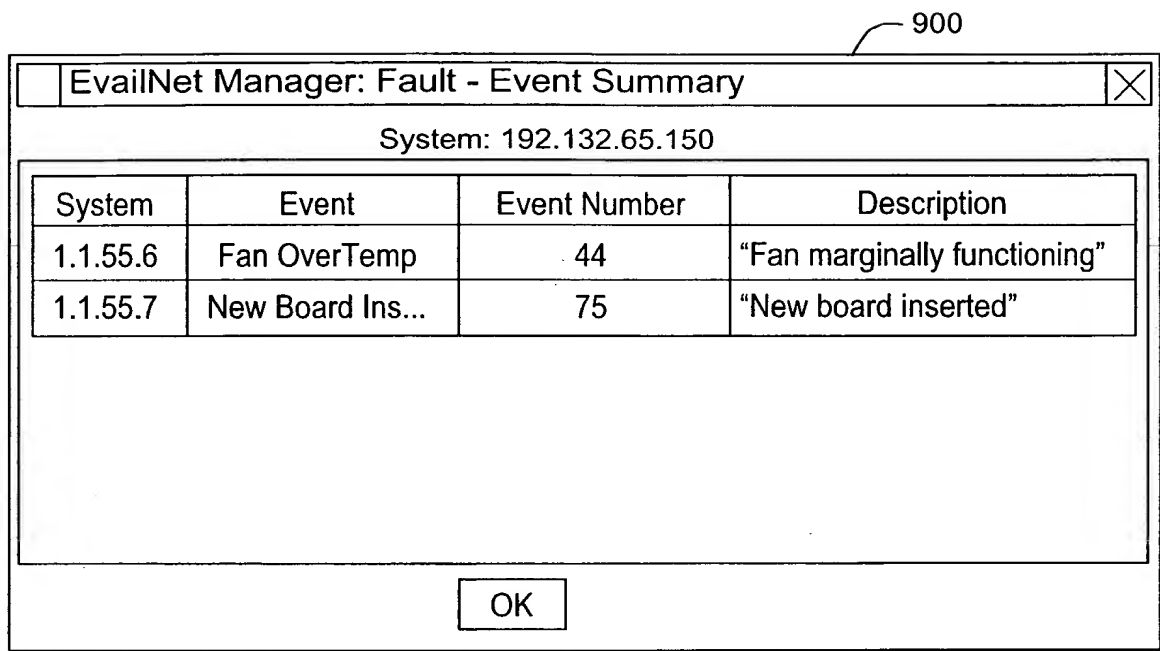 900
EvailNet Manager: Fault - Event Summary
System: 192.132.65.150
System Event Event Number Description
1.1.55.6 Fan OverTemp 44 “Fan marginally functioning”
1.1.55.7 New Board Ins... 75 “New board inserted”
OK